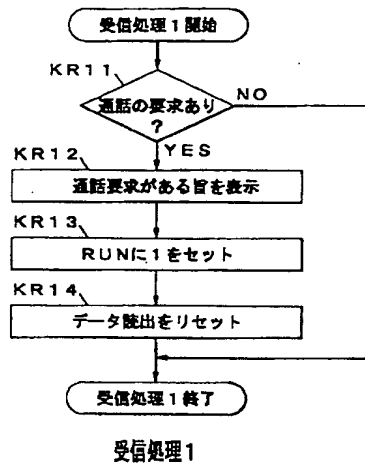 受信処理1開始
KR11
通話の要求あり
?
NO
YES
KR12
通話要求がある旨を表示
KR13
RUNに1をセット
KR14
データ読出をリセット
受信処理1終了
受信処理1